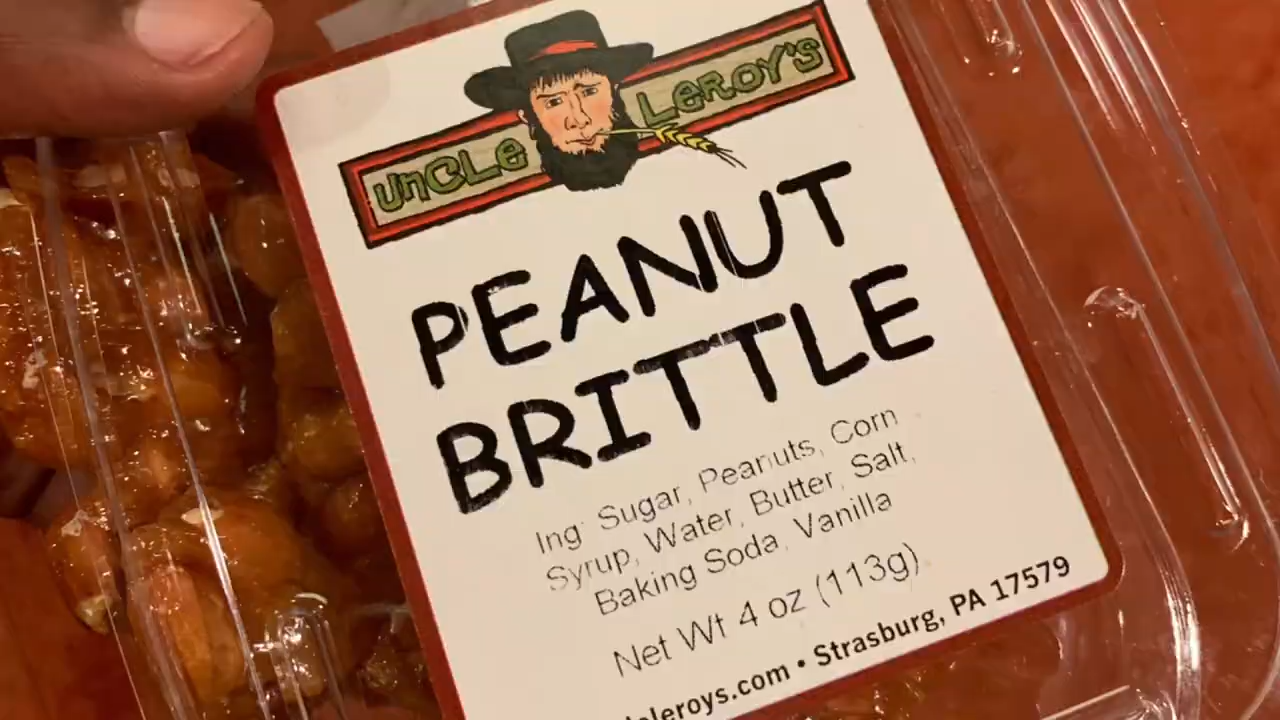 UnCLe LeROY'S
PEANUT
BRITTLE
Ing: Sugar, Peanuts, Corn
Syrup, Water, Butter, Salt,
Baking Soda, Vanilla
Net Wt 4 oz (113g)
leroys.com • Strasburg, PA 17579